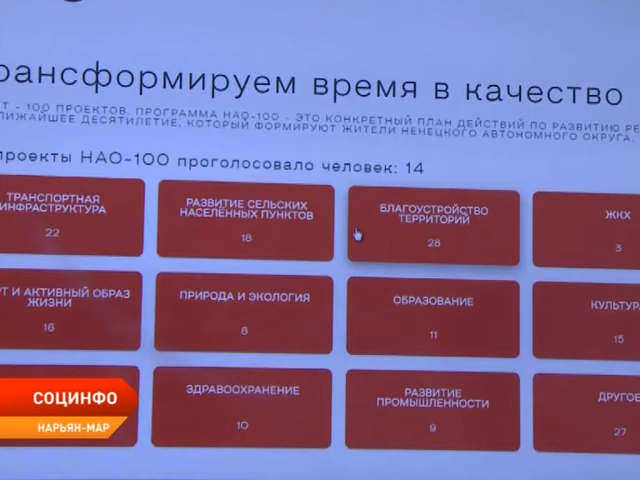 рансформируем время в качество
ЕТ - 100 ПРОЕКТОВ. ПРОГРАММА НАО-100 - ЭТО КОНКРЕТНЫЙ ПЛАН ДЕЙСТВИЙ ПО РАЗВИТИЮ РЕ
ЛИЖАЙШЕЕ ДЕСЯТИЛЕТИЕ, КОТОРЫЙ ФОРМИРУЮТ ЖИТЕЛИ НЕНЕЦКОГО АВТОНОМНОГО ОКРУГА.
проекты НАО-100 проголосовало человек: 14
ТРАНСПОРТНАЯ
ИНФРАСТРУКТУРА
22
РАЗВИТИЕ СЕЛЬСКИХ
НАСЕЛЁННЫХ ПУНКТОВ
18
БЛАГОУСТРОЙСТВО
ТЕРРИТОРИЙ
28
ЖКХ
3
РТ И АКТИВНЫЙ ОБРАЗ
ЖИЗНИ
16
ПРИРОДА И ЭКОЛОГИЯ
8
ОБРАЗОВАНИЕ
11
КУЛЬТУРА
15
ЗДРАВООХРАНЕНИЕ
10
РАЗВИТИЕ
ПРОМЫШЛЕННОСТИ
9
ДРУГОЕ
27
СОЦИНФО
НАРЬЯН-МАР